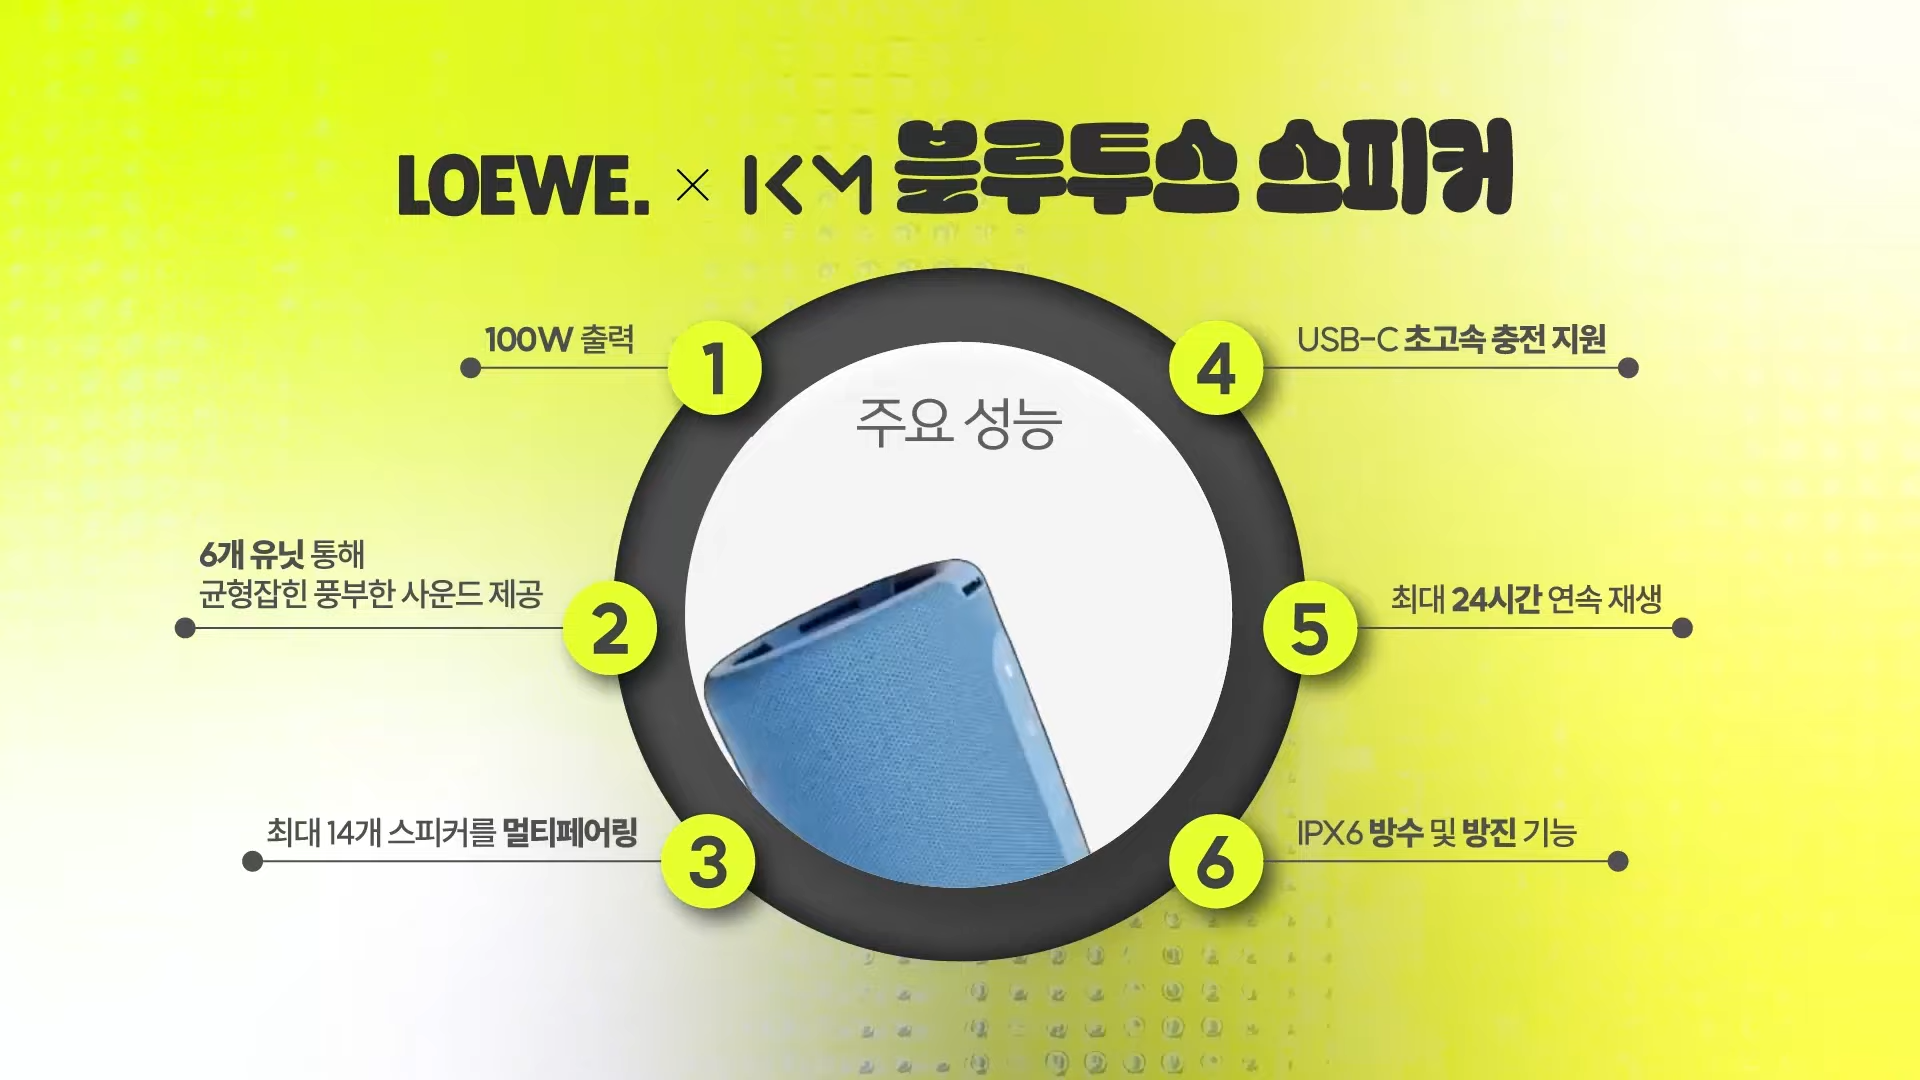 LOEWE. × KM 블루투스 스피커
주요 성능
1
100W 출력
2
6개 유닛 통해
균형잡힌 풍부한 사운드 제공
3
최대 14개 스피커를 멀티페어링
4
USB-C 초고속 충전 지원
5
최대 24시간 연속 재생
6
IPX6 방수 및 방진 기능